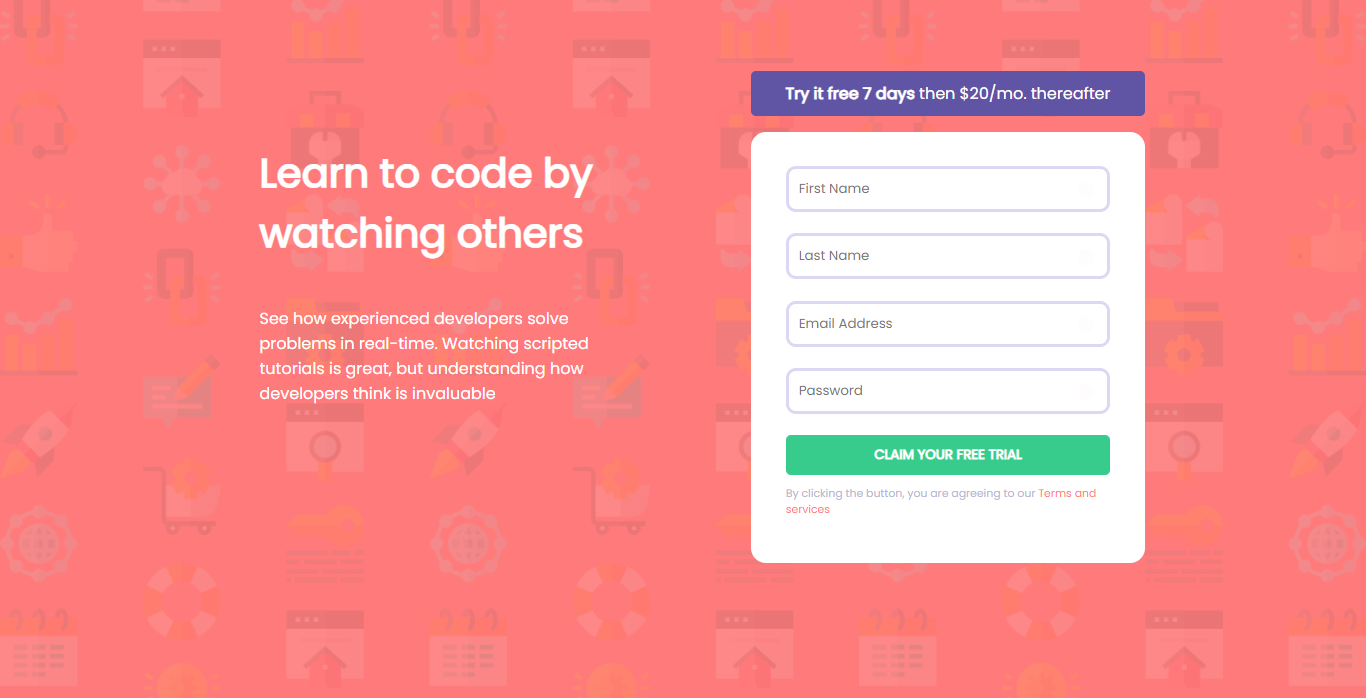 Learn to code by
watching others
See how experienced developers solve
problems in real-time. Watching scripted
tutorials is great, but understanding how
developers think is invaluable
Try it free 7 days then $20/mo. thereafter
First Name
Last Name
Email Address
Password
CLAIM YOUR FREE TRIAL
By clicking the button, you are agreeing to our Terms and
services